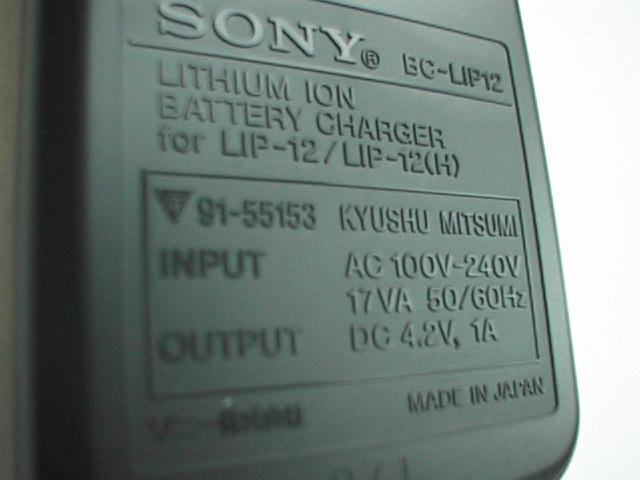 SONY® BC-LIP12
LITHIUM ION
BATTERY CHARGER
for LIP-12/LIP-12(H)
91-55153 KYUSHU MITSUMI
INPUT AC 100V-240V
17VA 50/60Hz
OUTPUT DC 4.2V, 1A
MADE IN JAPAN